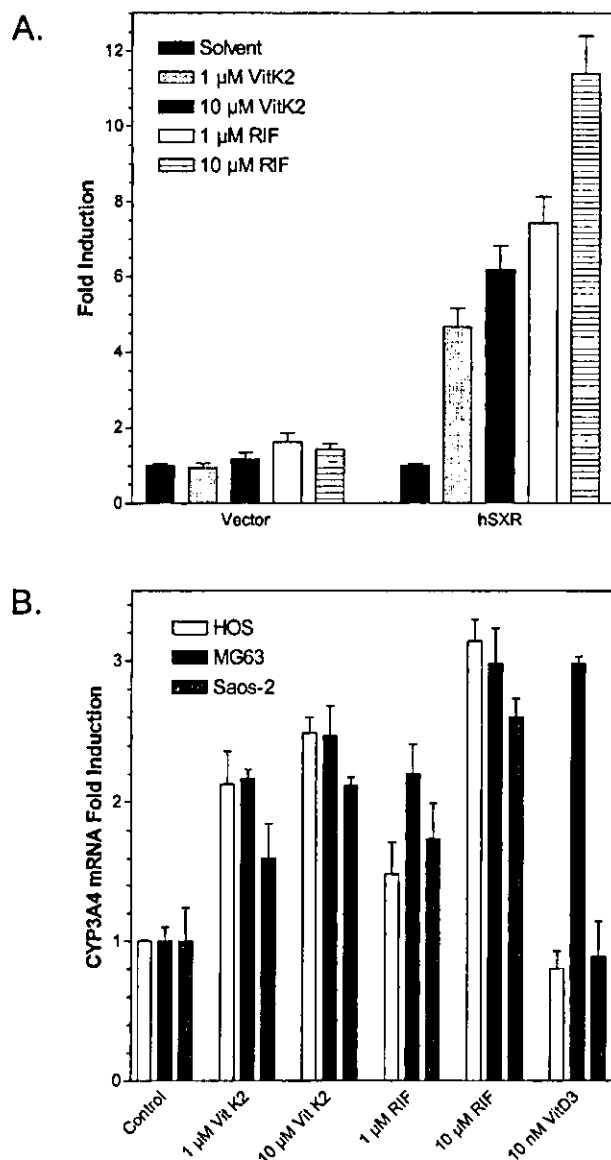 A.
Solvent
1 µM VitK2
10 µM VitK2
1 µM RIF
10 µM RIF
Fold Induction
12
10
8
6
4
2
0
Vector
hSXR
B.
HOS
MG63
Saos-2
CYP3A4 mRNA Fold Induction
3
2
1
0
Control
1 µM Vit K2
10 µM Vit K2
1 µM RIF
10 µM RIF
10 nM VitD3